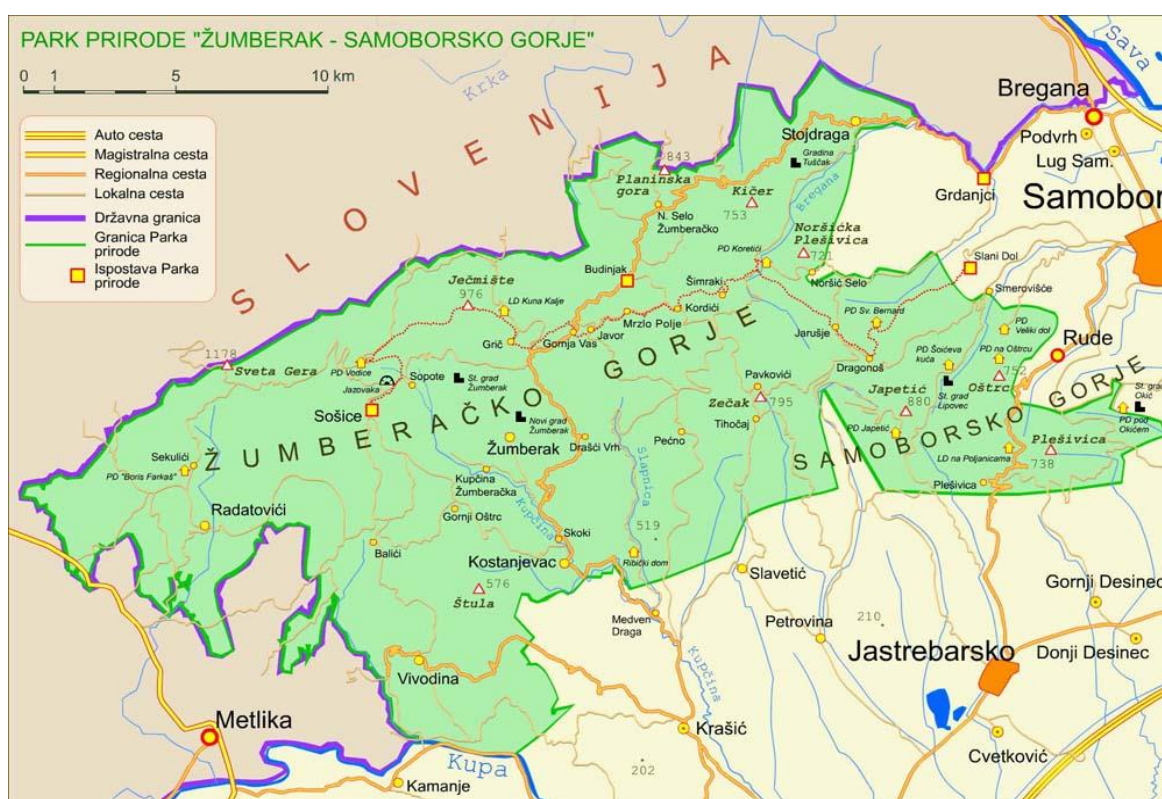 PARK PRIRODE "ŽUMBERAK - SAMOBORSKO GORJE"
0 1 5 10 km
Auto cesta
Magistralna cesta
Regionalna cesta
Lokalna cesta
Državna granica
Granica Parka
prirode
Ispostava Parka
prirode
SLOVENIJA
Krka
Sava
Bregana
Podvrh
Lug Sam.
Grdanjci
Samobor
Stojdraga
Gradina
Tuščak
Bregana
843
Planinska
gora
Kičer
753
N. Selo
Žumberačko
Noršićka
Plešivica
721
PD Koretići
Slani Dol
Noršić Selo
Smerovišće
Budinjak
Šimraki
Ječmište
976
LD Kuna Kalje
Kordići
Mrzlo Polje
PD Sv. Bernard
PD
Veliki dol
Jarušje
Rude
Grič
Gornja Vas
Javor
1178
Sveta Gera
PD Vodice
Jazovaka
Sopote
St. grad
Žumberak
Dragonoš
PD Šoićeva
kuća
PD na Oštrcu
752
Oštrc
Pavkovići
Japetić
880
St. grad
Lipovec
St. grad
Okić
Sošice
Novi grad
Žumberak
Zečak
795
Tihočaj
PD Japetić
PD pod
Okićem
ŽUMBERAČKO GORJE
SAMOBORSKO GORJE
Žumberak
Drašći Vrh
Pećno
Plešivica
738
LD na Poljanicama
Sekulići
PD "Boris Farkaš"
Kupčina
Žumberačka
Slapnica
Plešivica
Radatovići
Gornji Oštrc
Kupčina
519
Skoki
Balići
Kostanjevac
Ribički dom
Slavetić
576
Štula
Gornji Desinec
Medven
Draga
Petrovina
210
Jastrebarsko
Donji Desinec
Vivodina
Kupčina
Metlika
Krašić
Cvetković
Kupa
202
Kamanje